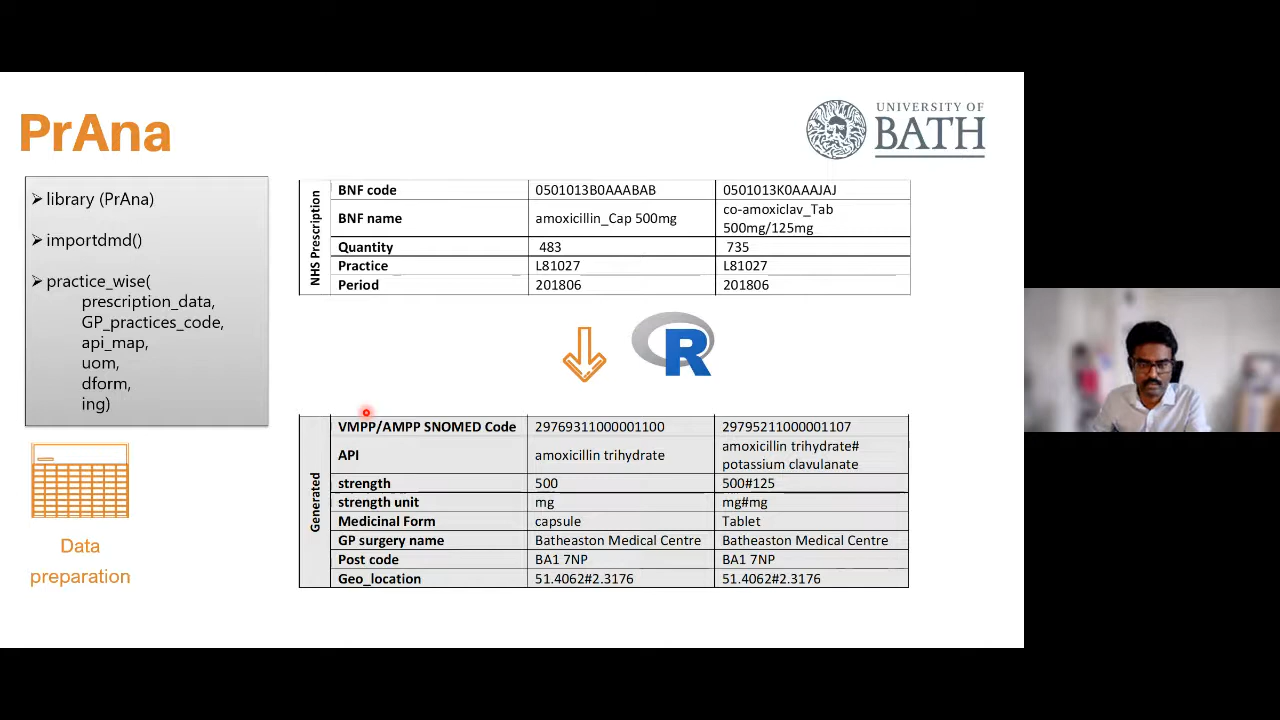 PrAna
UNIVERSITY OF
BATH
library (PrAna)
importdmd()
practice_wise(
prescription_data,
GP_practices_code,
api_map,
uom,
dform,
ing)
Data
preparation
NHS Prescription
BNF code 0501013B0AAABAB 0501013K0AAAJAJ
BNF name amoxicillin_Cap 500mg co-amoxiclav_Tab
500mg/125mg
Quantity 483 735
Practice L81027 L81027
Period 201806 201806
R
Generated
VMPP/AMPP SNOMED Code 29769311000001100 29795211000001107
API amoxicillin trihydrate amoxicillin trihydrate#
potassium clavulanate
strength 500 500#125
strength unit mg mg#mg
Medicinal Form capsule Tablet
GP surgery name Batheaston Medical Centre Batheaston Medical Centre
Post code BA1 7NP BA1 7NP
Geo_location 51.4062#2.3176 51.4062#2.3176